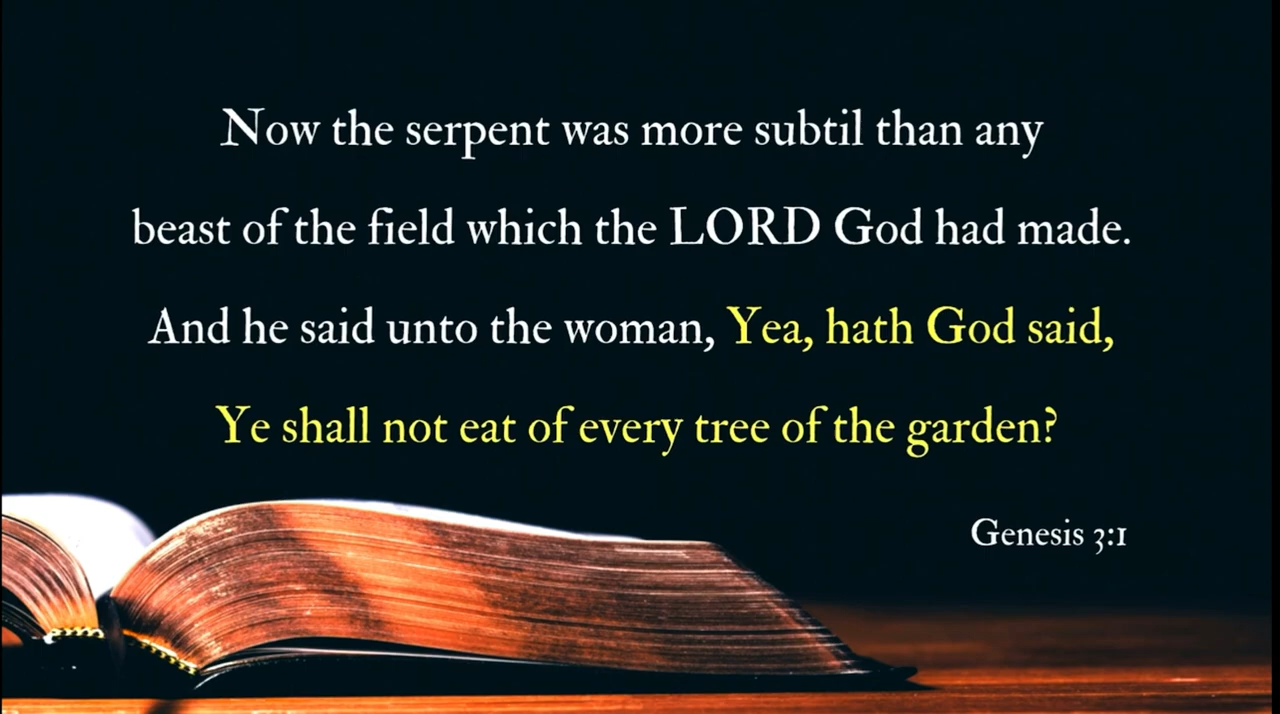 Now the serpent was more subtil than any
beast of the field which the LORD God had made.
And he said unto the woman, Yea, hath God said,
Ye shall not eat of every tree of the garden?
Genesis 3:1